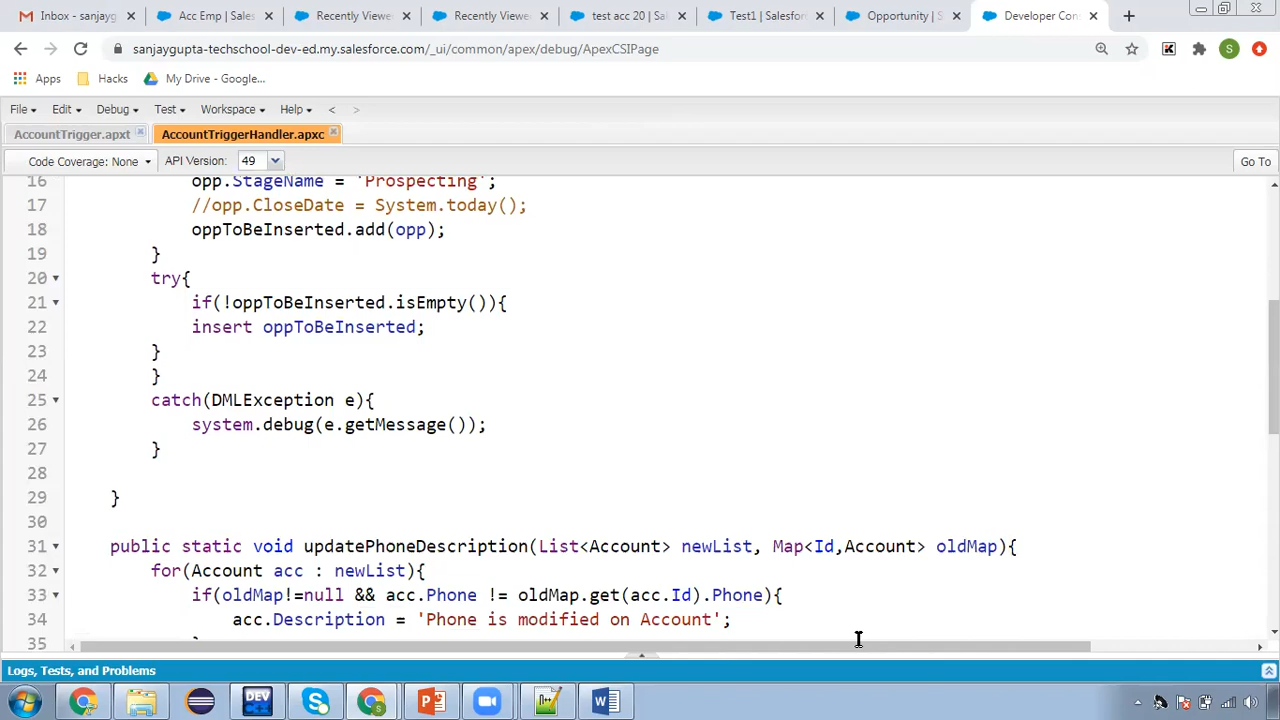 Inbox - sanjayg
Acc Emp | Sales
Recently Viewe
Recently Viewe
test acc 20 | Sa
Test1 | Salesfor
Opportunity | S
Developer Con
sanjaygupta-techschool-dev-ed.my.salesforce.com/_ui/common/apex/debug/ApexCSIPage
S
Apps
Hacks
My Drive - Google...
File
Edit
Debug
Test
Workspace
Help
<
>
AccountTrigger.apxt
AccountTriggerHandler.apxc
Code Coverage: None
API Version:
49
Go To
16 opp.StageName = 'Prospecting';
17 //opp.CloseDate = System.today();
18 oppToBeInserted.add(opp);
19 }
20 try{
21 if(!oppToBeInserted.isEmpty()){
22 insert oppToBeInserted;
23 }
24 }
25 catch(DMLException e){
26 system.debug(e.getMessage());
27 }
28
29 }
30
31 public static void updatePhoneDescription(List<Account> newList, Map<Id,Account> oldMap){
32 for(Account acc : newList){
33 if(oldMap!=null && acc.Phone != oldMap.get(acc.Id).Phone){
34 acc.Description = 'Phone is modified on Account';
35 }
Logs, Tests, and Problems